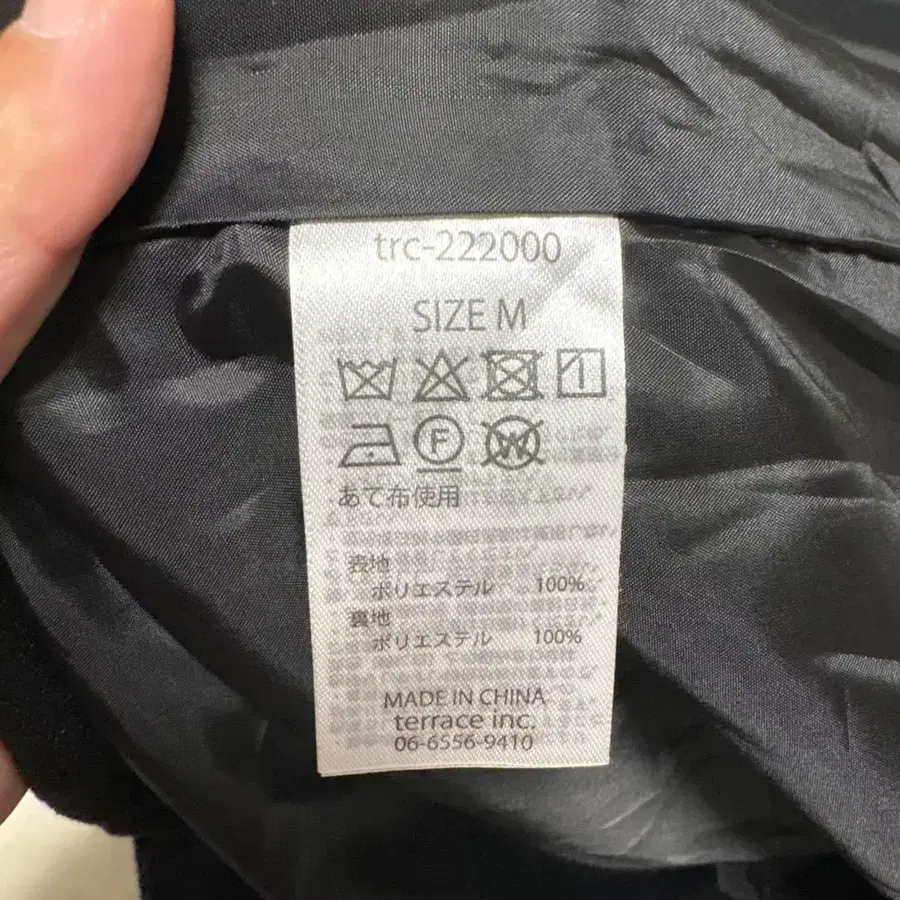 trc-222000
SIZE M
F W
あて布使用
表地
ポリエステル 100%
裏地
ポリエステル 100%
MADE IN CHINA
terrace inc.
06-6556-9410